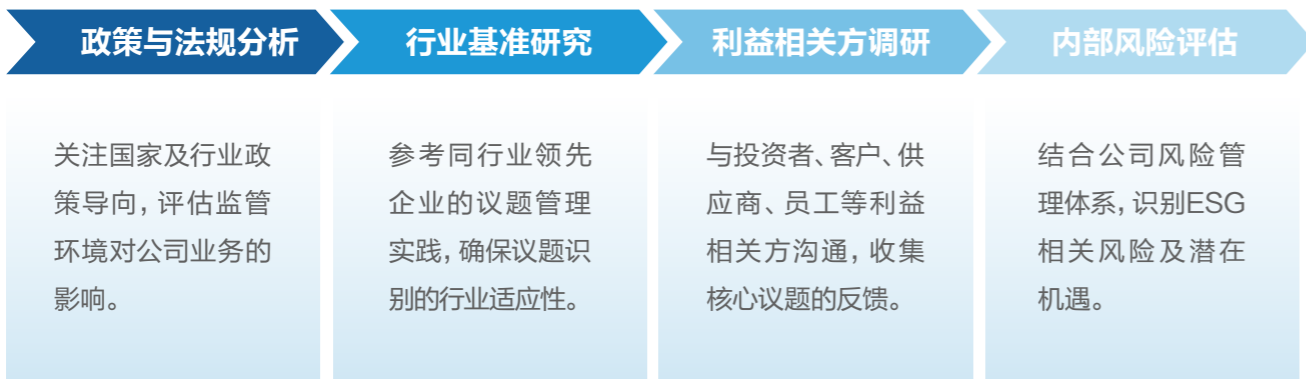 政策与法规分析
行业基准研究
利益相关方调研
内部风险评估
关注国家及行业政
策导向，评估监管
环境对公司业务的
影响。
参考同行业领先
企业的议题管理
实践，确保议题识
别的行业适应性。
与投资者、客户、供
应商、员工等利益
相关方沟通，收集
核心议题的反馈。
结合公司风险管
理体系，识别ESG
相关风险及潜在
机遇。